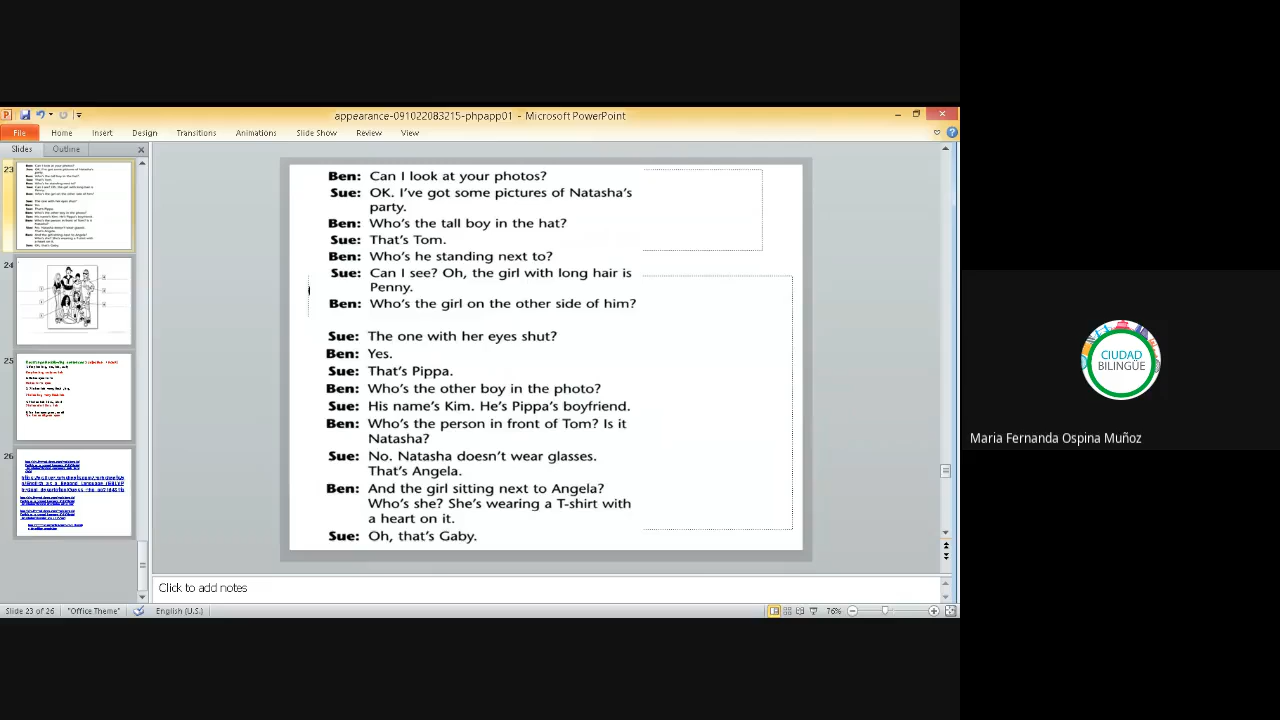 appearance-091022083215-phpapp01 - Microsoft PowerPoint
File Home Insert Design Transitions Animations Slide Show Review View
Slides Outline
23
24
25
26
Ben: Can I look at your photos?
Sue: OK. I've got some pictures of Natasha's
party.
Ben: Who's the tall boy in the hat?
Sue: That's Tom.
Ben: Who's he standing next to?
Sue: Can I see? Oh, the girl with long hair is
Penny.
Ben: Who's the girl on the other side of him?
Sue: The one with her eyes shut?
Ben: Yes.
Sue: That's Pippa.
Ben: Who's the other boy in the photo?
Sue: His name's Kim. He's Pippa's boyfriend.
Ben: Who's the person in front of Tom? Is it
Natasha?
Sue: No. Natasha doesn't wear glasses.
That's Angela.
Ben: And the girl sitting next to Angela?
Who's she? She's wearing a T-shirt with
a heart on it.
Sue: Oh, that's Gaby.
Click to add notes
Slide 23 of 26 "Office Theme" English (U.S.) 76%
CIUDAD
BILINGÜE
Maria Fernanda Ospina Muñoz